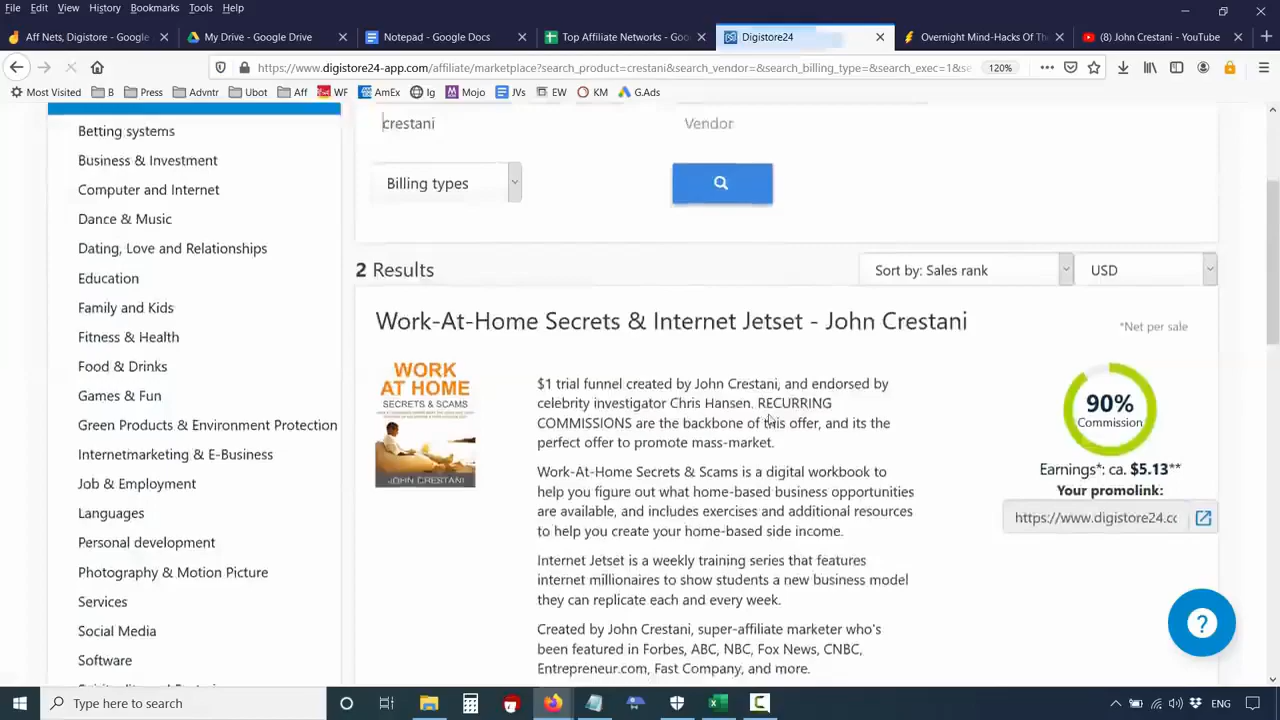 File Edit View History Bookmarks Tools Help
Aff Nets, Digistore - Google
My Drive - Google Drive
Notepad - Google Docs
Top Affiliate Networks - Goo
Digistore24
Overnight Mind-Hacks Of The
(8) John Crestani - YouTube
https://www.digistore24-app.com/affiliate/marketplace?search_product=crestani&search_vendor=&search_billing_type=&search_exec=1&se
120%
Most Visited B Press Advntr Ubot Aff WF AmEx Ig Mojo JVs EW KM G.Ads
crestani
Vendor
Billing types
Betting systems
Business & Investment
Computer and Internet
Dance & Music
Dating, Love and Relationships
Education
Family and Kids
Fitness & Health
Food & Drinks
Games & Fun
Green Products & Environment Protection
Internetmarketing & E-Business
Job & Employment
Languages
Personal development
Photography & Motion Picture
Services
Social Media
Software
2 Results
Sort by: Sales rank
USD
Work-At-Home Secrets & Internet Jetset - John Crestani
*Net per sale
WORK
AT HOME
SECRETS & SCAMS
JOHN CRESTANI
$1 trial funnel created by John Crestani, and endorsed by
celebrity investigator Chris Hansen. RECURRING
COMMISSIONS are the backbone of this offer, and its the
perfect offer to promote mass-market.
Work-At-Home Secrets & Scams is a digital workbook to
help you figure out what home-based business opportunities
are available, and includes exercises and additional resources
to help you create your home-based side income.
Internet Jetset is a weekly training series that features
internet millionaires to show students a new business model
they can replicate each and every week.
Created by John Crestani, super-affiliate marketer who's
been featured in Forbes, ABC, NBC, Fox News, CNBC,
Entrepreneur.com, Fast Company, and more.
90%
Commission
Earnings*: ca. $5.13**
Your promolink:
https://www.digistore24.cc
?
Type here to search
ENG